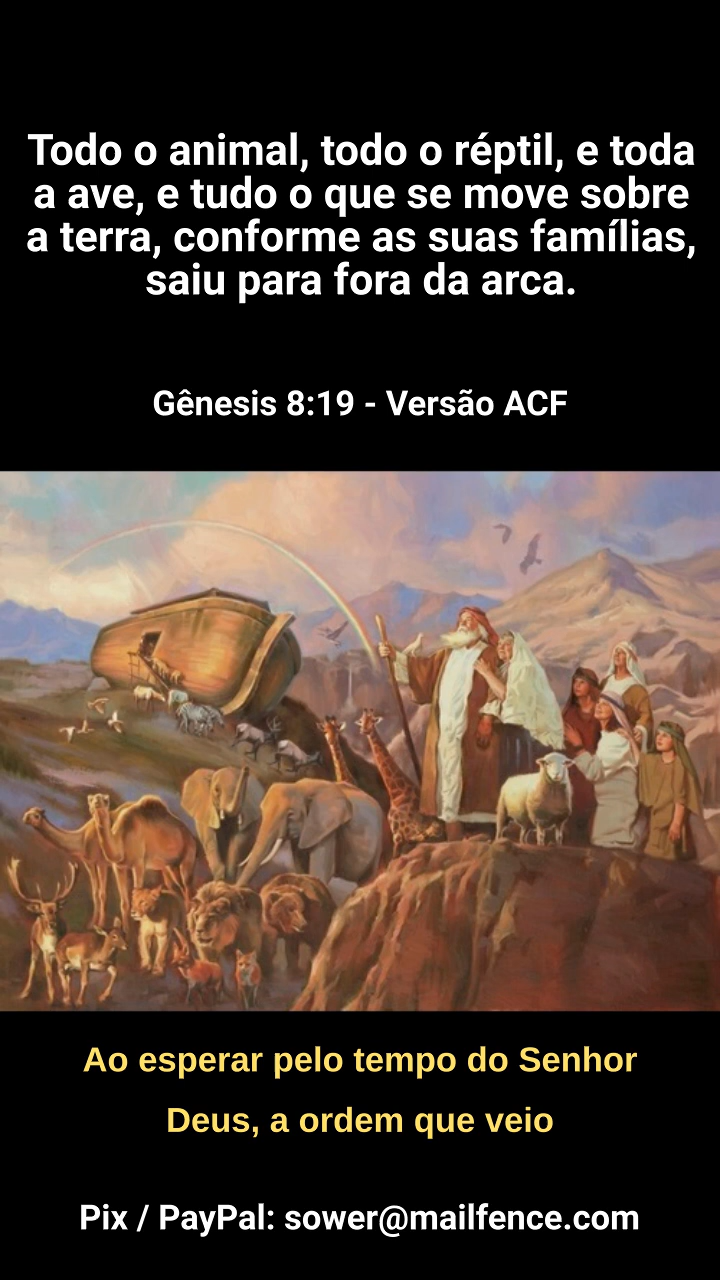 Todo o animal, todo o réptil, e toda
a ave, e tudo o que se move sobre
a terra, conforme as suas famílias,
saiu para fora da arca.
Gênesis 8:19 - Versão ACF
Ao esperar pelo tempo do Senhor
Deus, a ordem que veio
Pix / PayPal: sower@mailfence.com